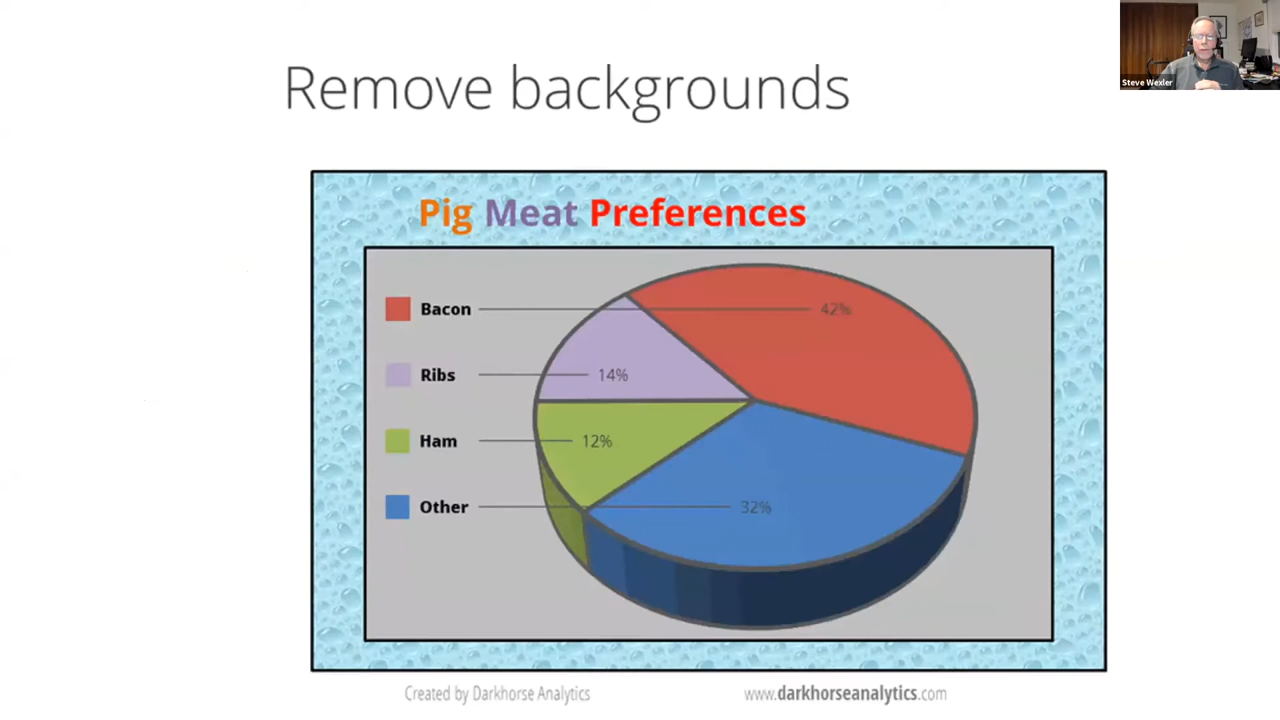 Remove backgrounds
Steve Wexler
Pig Meat Preferences
Bacon 42%
Ribs 14%
Ham 12%
Other 32%
Created by Darkhorse Analytics www.darkhorseanalytics.com